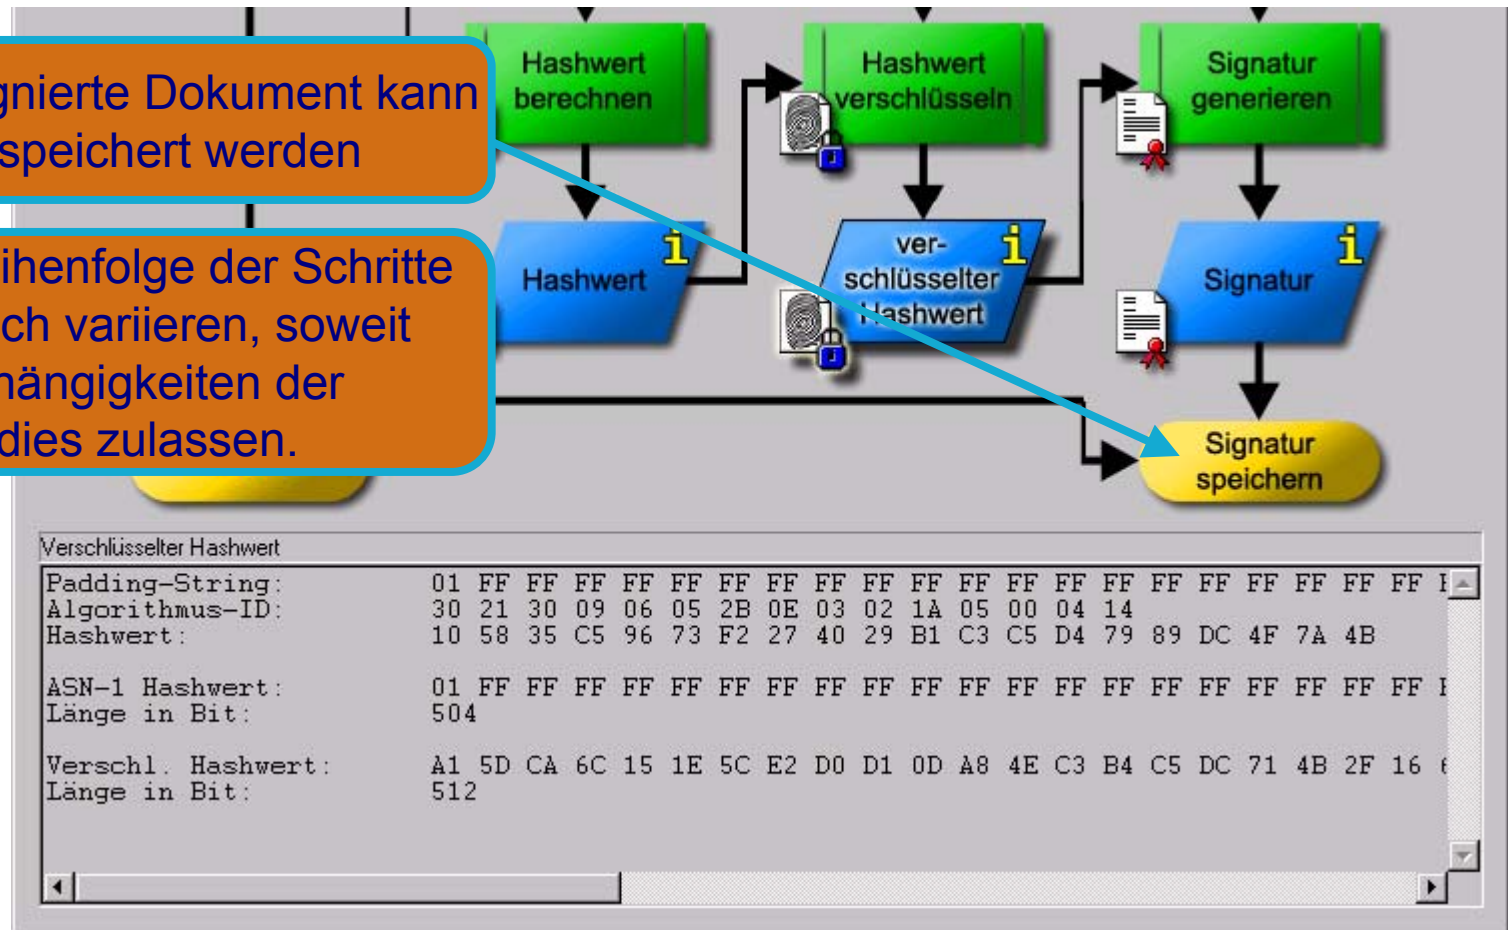 gnierte Dokument kann
speichert werden
ihenfolge der Schritte
ch variieren, soweit
hängigkeiten der
dies zulassen.
Hashwert
berechnen
Hashwert
verschlüsseln
Signatur
generieren
Hashwert
i
ver-
schlüsselter
Hashwert
i
Signatur
i
Signatur
speichern
Verschlüsselter Hashwert
Padding-String: 01 FF FF FF FF FF FF FF FF FF FF FF FF FF FF FF FF FF FF FF FF
Algorithmus-ID: 30 21 30 09 06 05 2B 0E 03 02 1A 05 00 04 14
Hashwert: 10 58 35 C5 96 73 F2 27 40 29 B1 C3 C5 D4 79 89 DC 4F 7A 4B
ASN-1 Hashwert: 01 FF FF FF FF FF FF FF FF FF FF FF FF FF FF FF FF FF FF FF FF
Länge in Bit: 504
Verschl. Hashwert: A1 5D CA 6C 15 1E 5C E2 D0 D1 0D A8 4E C3 B4 C5 DC 71 4B 2F 16
Länge in Bit: 512